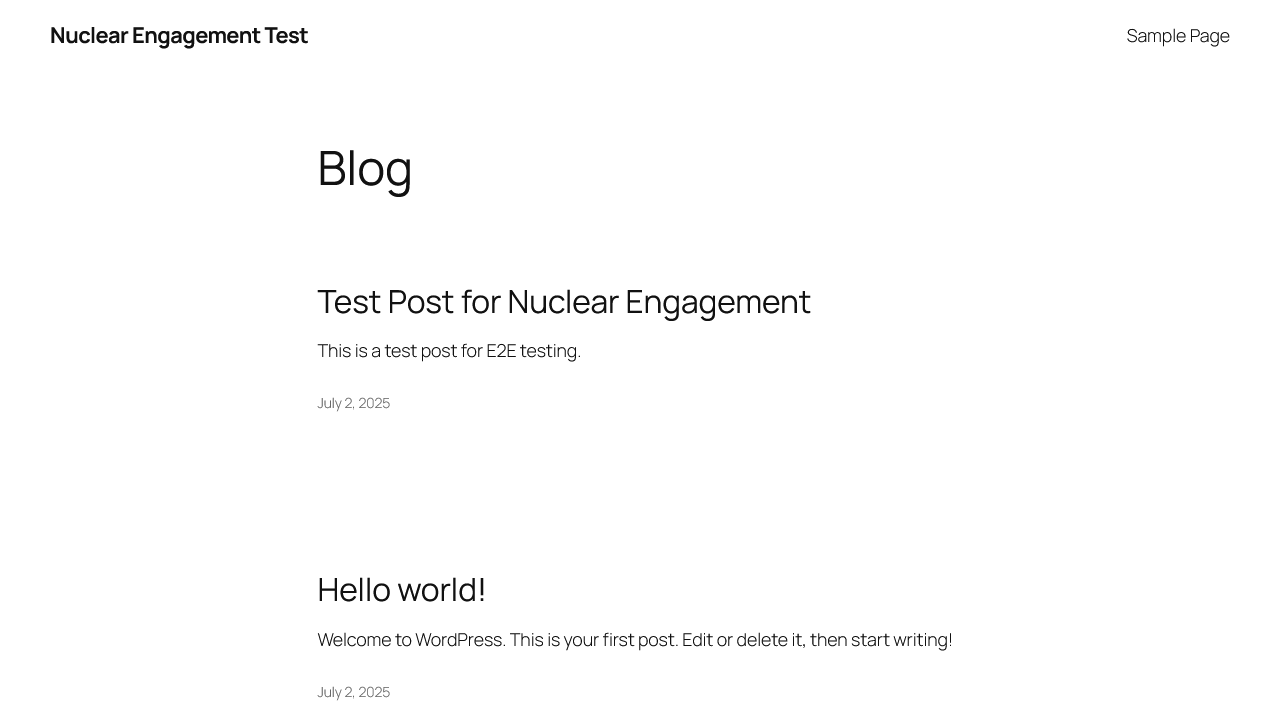 Nuclear Engagement Test
Sample Page
Blog
Test Post for Nuclear Engagement
This is a test post for E2E testing.
July 2, 2025
Hello world!
Welcome to WordPress. This is your first post. Edit or delete it, then start writing!
July 2, 2025